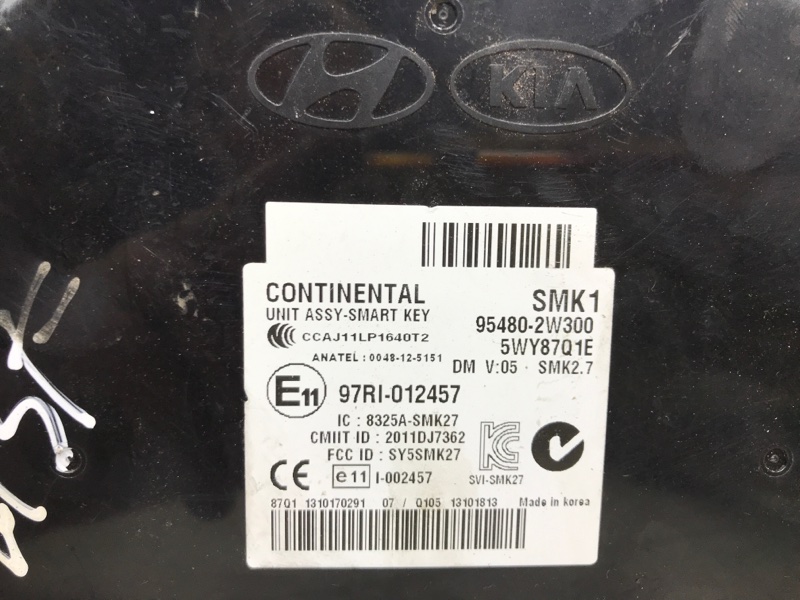 KIA
CONTINENTAL SMK1
UNIT ASSY-SMART KEY 95480-2W300
CCAJ11LP1640T2 5WY87Q1E
ANATEL : 0048-12-5151 DM V:05 - SMK2.7
E11 97RI-012457
IC : 8325A-SMK27
CMIIT ID : 2011DJ7362
FCC ID : SY5SMK27
CE e11 I-002457 SVI-SMK27
87Q1 1310170291 07 / Q105 13101813 Made in korea